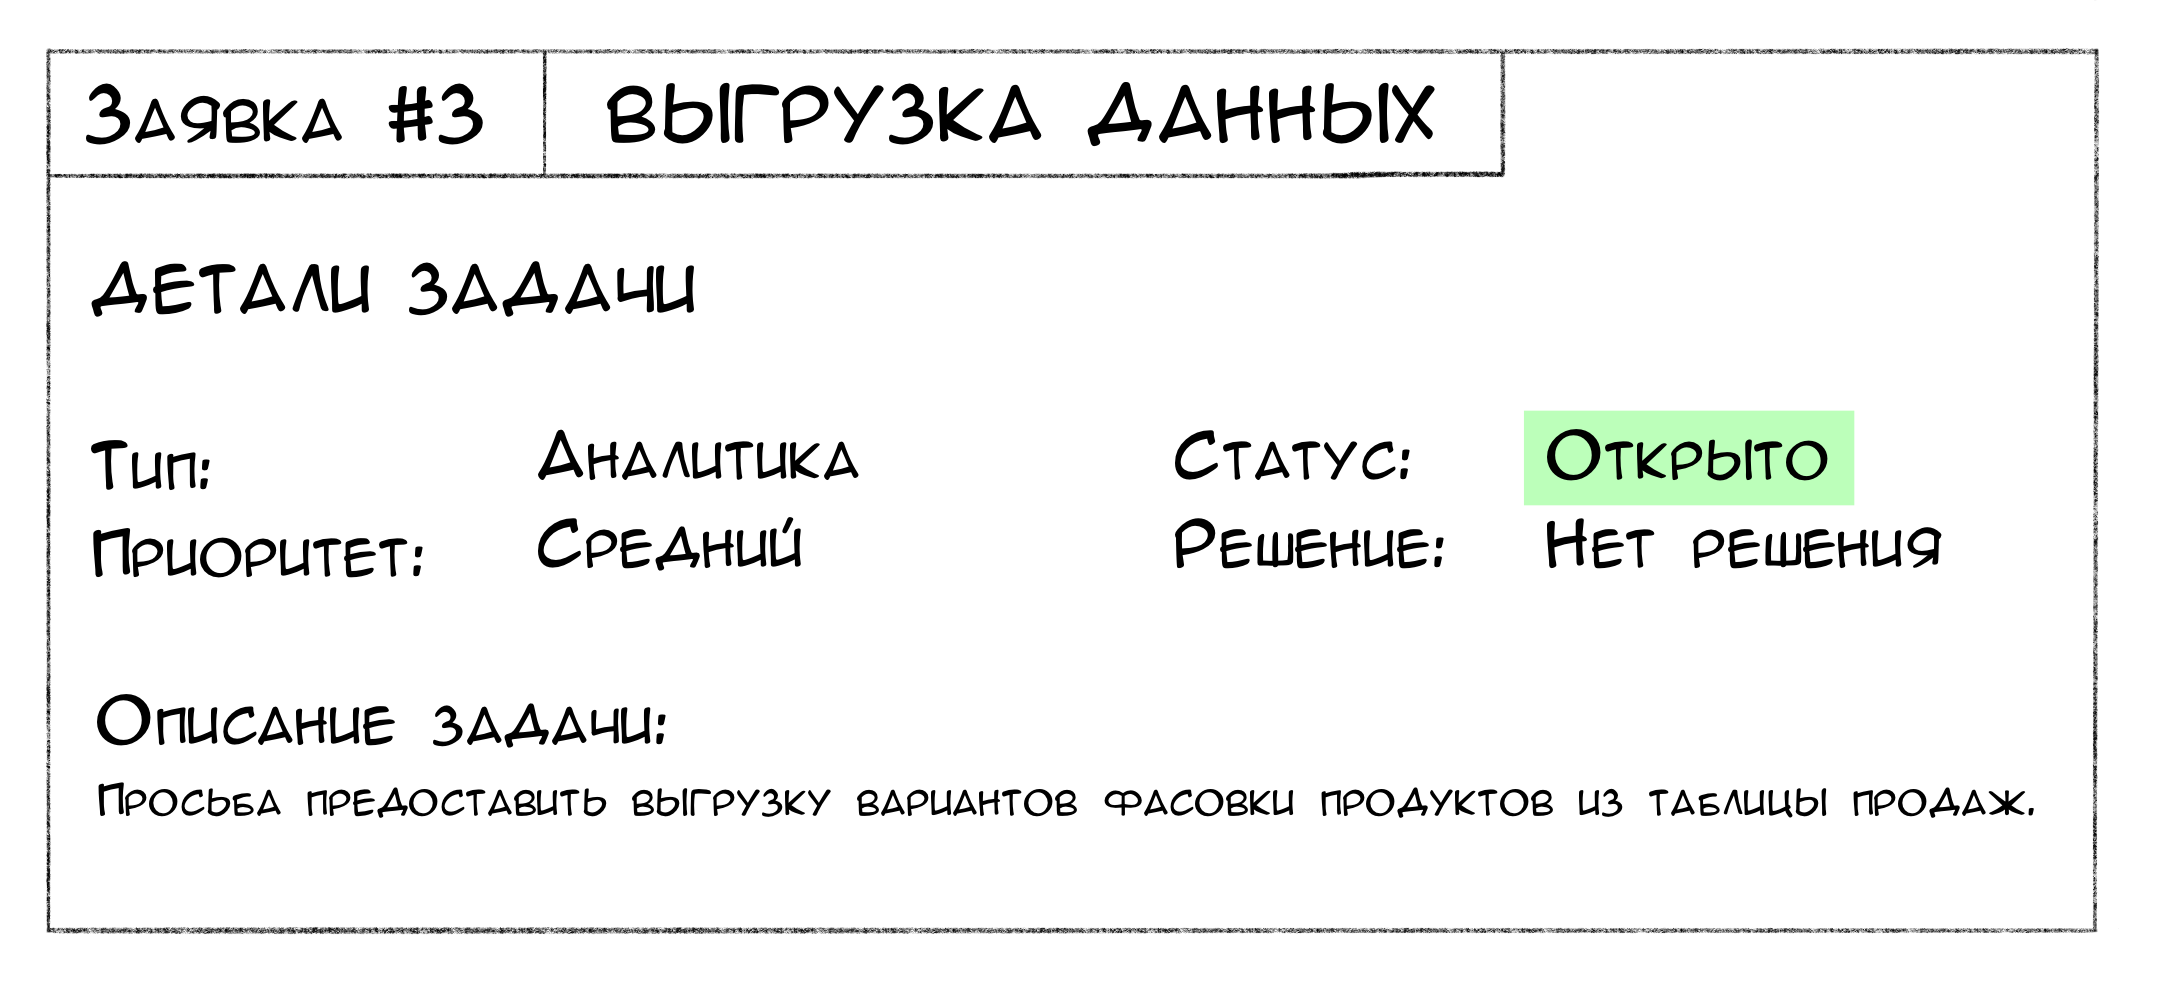 Заявка #3 ВЫГРУЗКА ДАННЫХ
ДЕТАЛИ ЗАДАЧИ
Тип: Аналитика Статус: Открыто
Приоритет: Средний Решение: Нет решения
Описание задачи:
Просьба предоставить выгрузку вариантов фасовки продуктов из таблицы продаж.